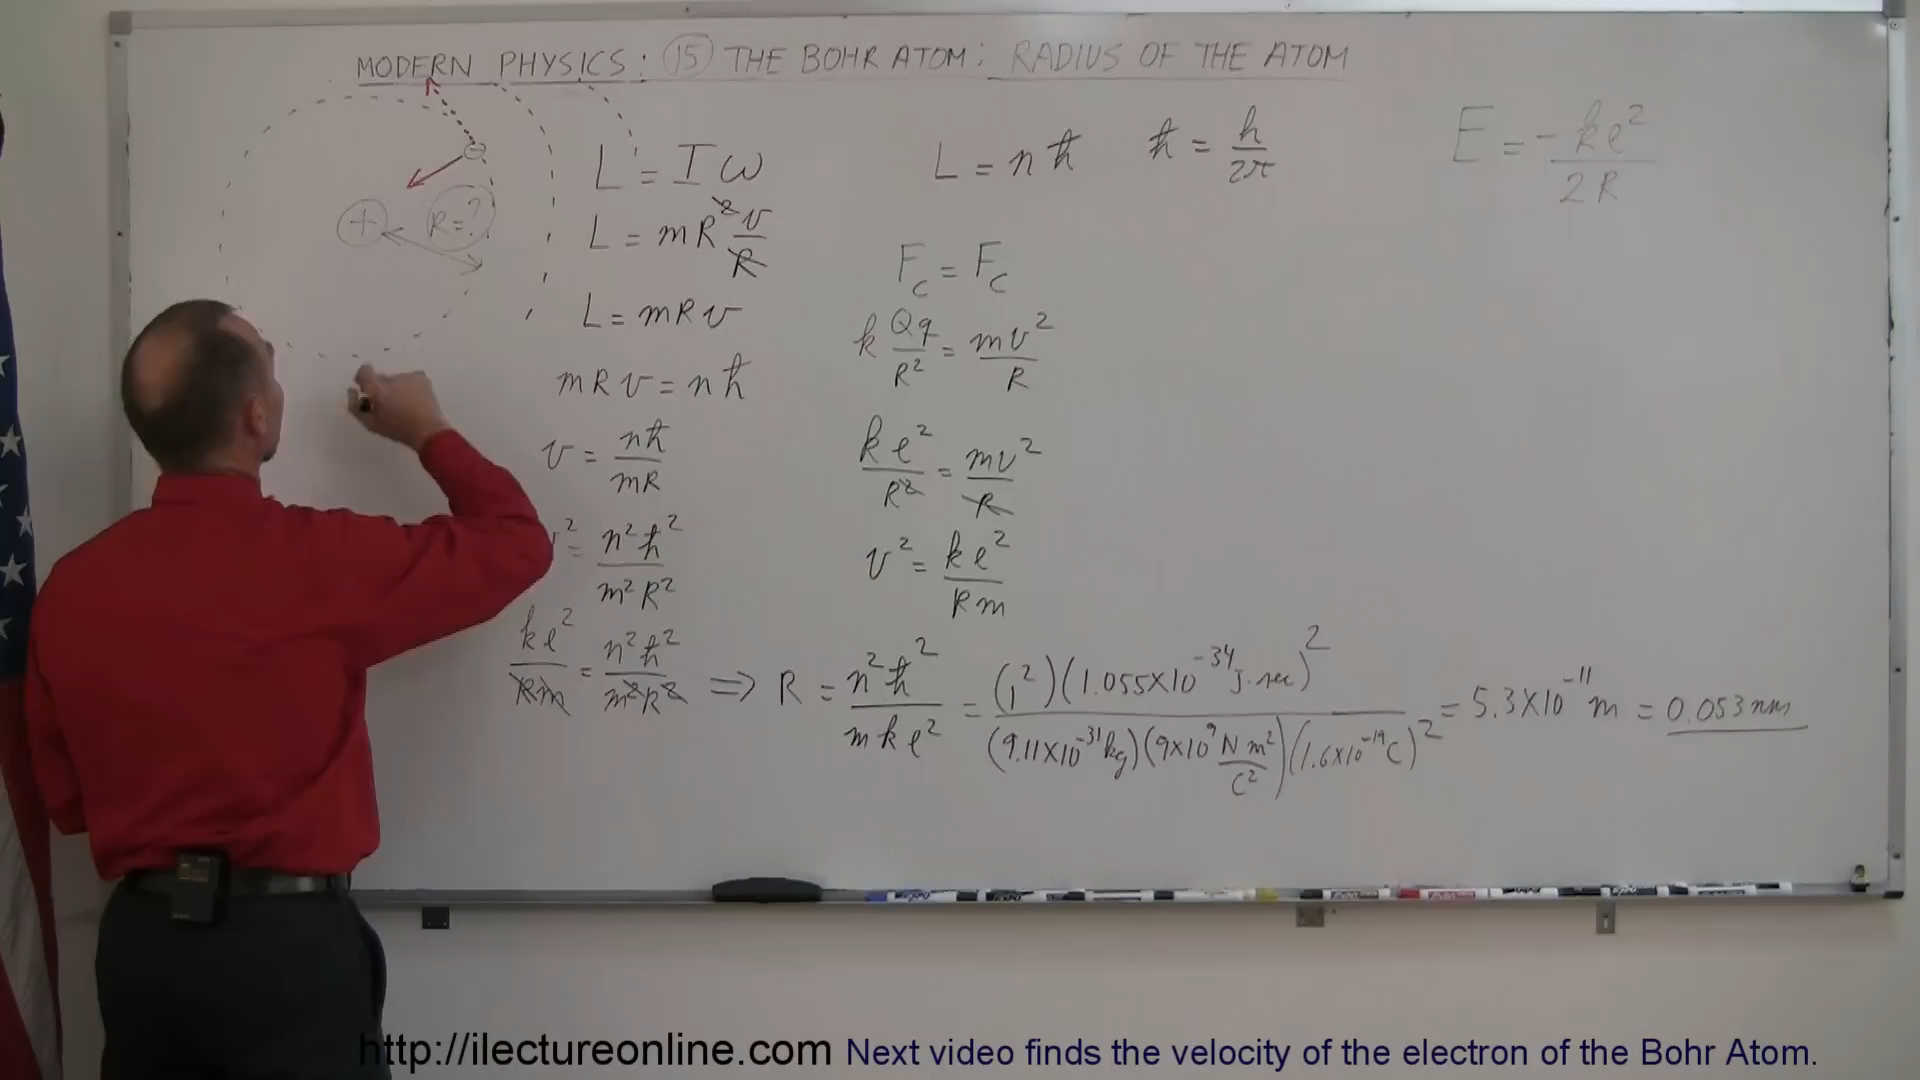 MODERN PHYSICS: 15 THE BOHR ATOM: RADIUS OF THE ATOM
L = Iω
L = nħ
ħ = h/2π
E = -ke²/2R
+
R=?
L = mR² v/R
F_C = F_C
L = mRv
k Qq/R² = mv²/R
mRv = nħ
v = nħ/mR
ke²/R² = mv²/R
v² = n²ħ²/m²R²
v² = ke²/Rm
ke²/Rm = n²ħ²/m²R² ⇒ R = n²ħ²/mke² = (1²)(1.055×10⁻³⁴ J·sec)²/(9.11×10⁻³¹ kg)(9×10⁹ N m²/C²)(1.6×10⁻¹⁹ C)² = 5.3×10⁻¹¹ m = 0.053 nm
http://ilectureonline.com Next video finds the velocity of the electron of the Bohr Atom.